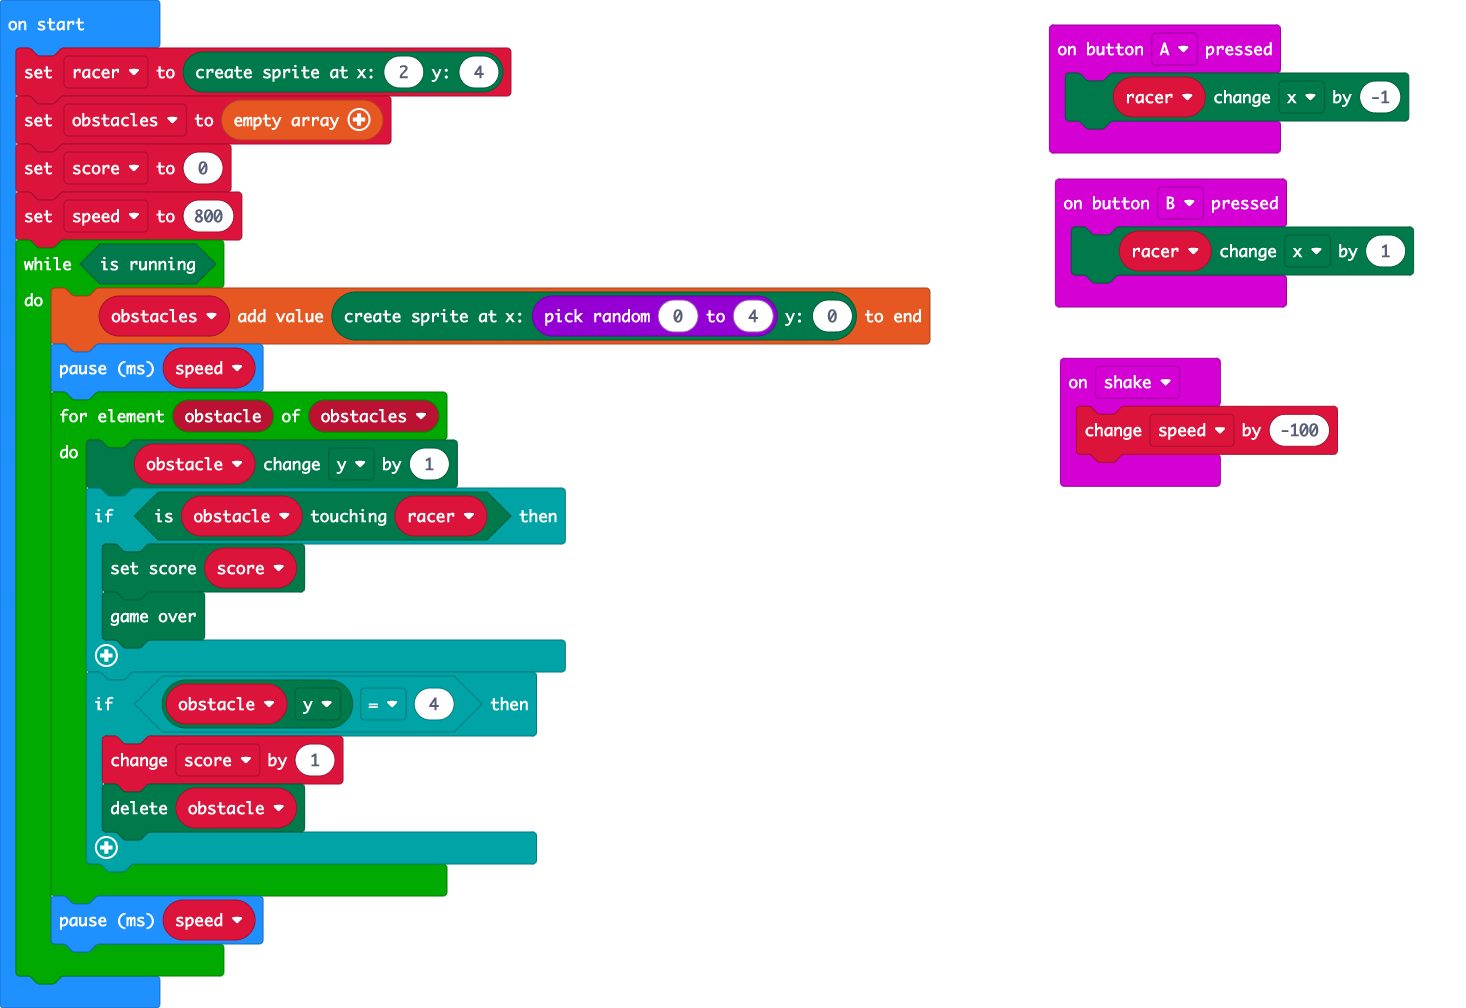 on start
set racer to create sprite at x: 2 y: 4
set obstacles to empty array
set score to 0
set speed to 800
while is running
do
obstacles add value create sprite at x: pick random 0 to 4 y: 0 to end
pause (ms) speed
for element obstacle of obstacles
do
obstacle change y by 1
if is obstacle touching racer then
set score score
game over
if obstacle y = 4 then
change score by 1
delete obstacle
pause (ms) speed
on button A pressed
racer change x by -1
on button B pressed
racer change x by 1
on shake
change speed by -100